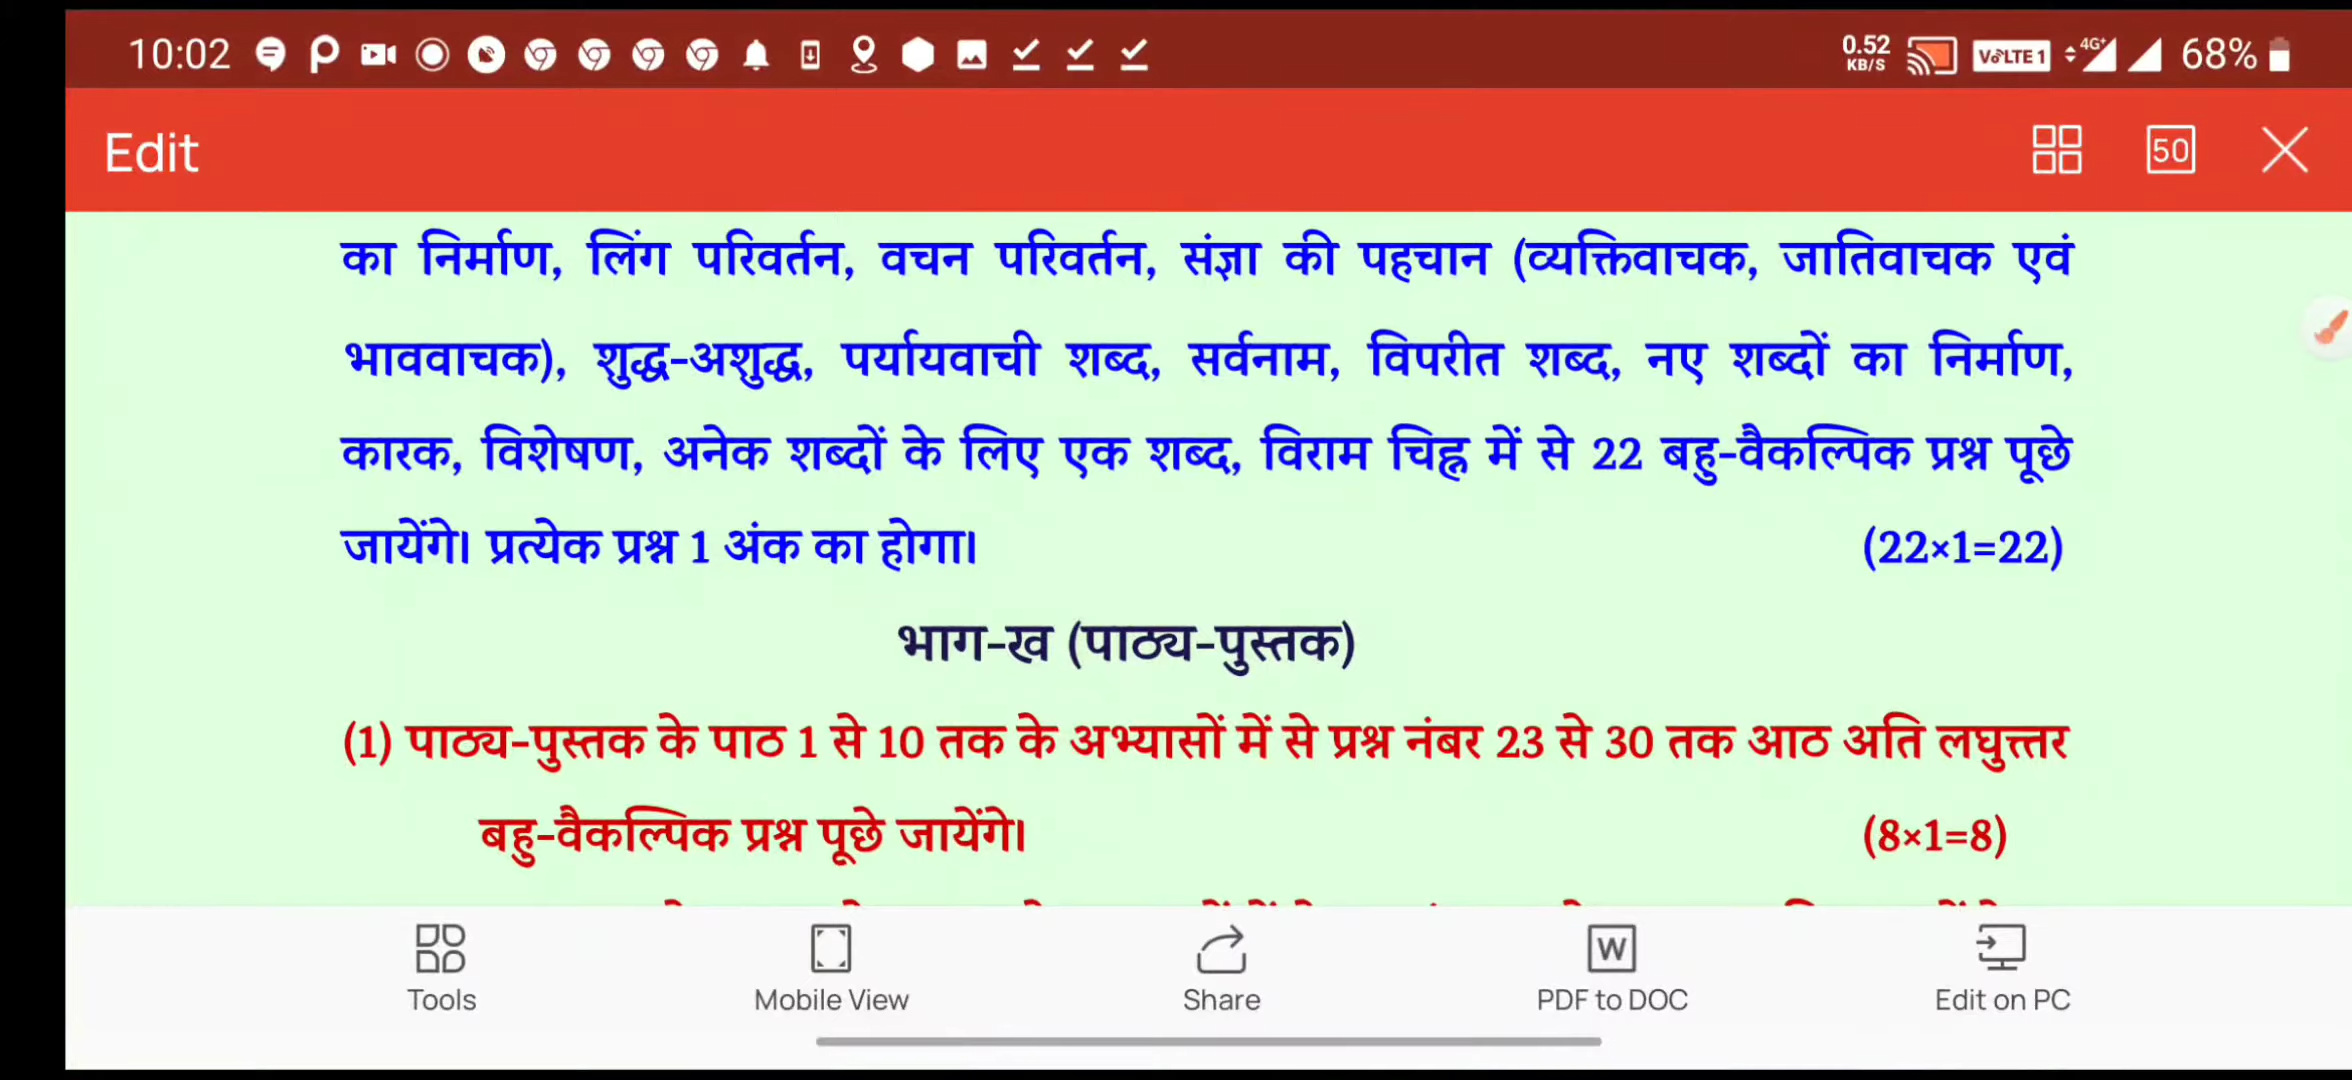 10:02
0.52 KB/S VoLTE 1 4G+ 68%
Edit
50
का निर्माण, लिंग परिवर्तन, वचन परिवर्तन, संज्ञा की पहचान (व्यक्तिवाचक, जातिवाचक एवं
भाववाचक), शुद्ध-अशुद्ध, पर्यायवाची शब्द, सर्वनाम, विपरीत शब्द, नए शब्दों का निर्माण,
कारक, विशेषण, अनेक शब्दों के लिए एक शब्द, विराम चिह्न में से 22 बहु-वैकल्पिक प्रश्न पूछे
जायेंगे। प्रत्येक प्रश्न 1 अंक का होगा। (22×1=22)
भाग-ख (पाठ्य-पुस्तक)
(1) पाठ्य-पुस्तक के पाठ 1 से 10 तक के अभ्यासों में से प्रश्न नंबर 23 से 30 तक आठ अति लघुत्तर
बहु-वैकल्पिक प्रश्न पूछे जायेंगे। (8×1=8)
W
Tools Mobile View Share PDF to DOC Edit on PC